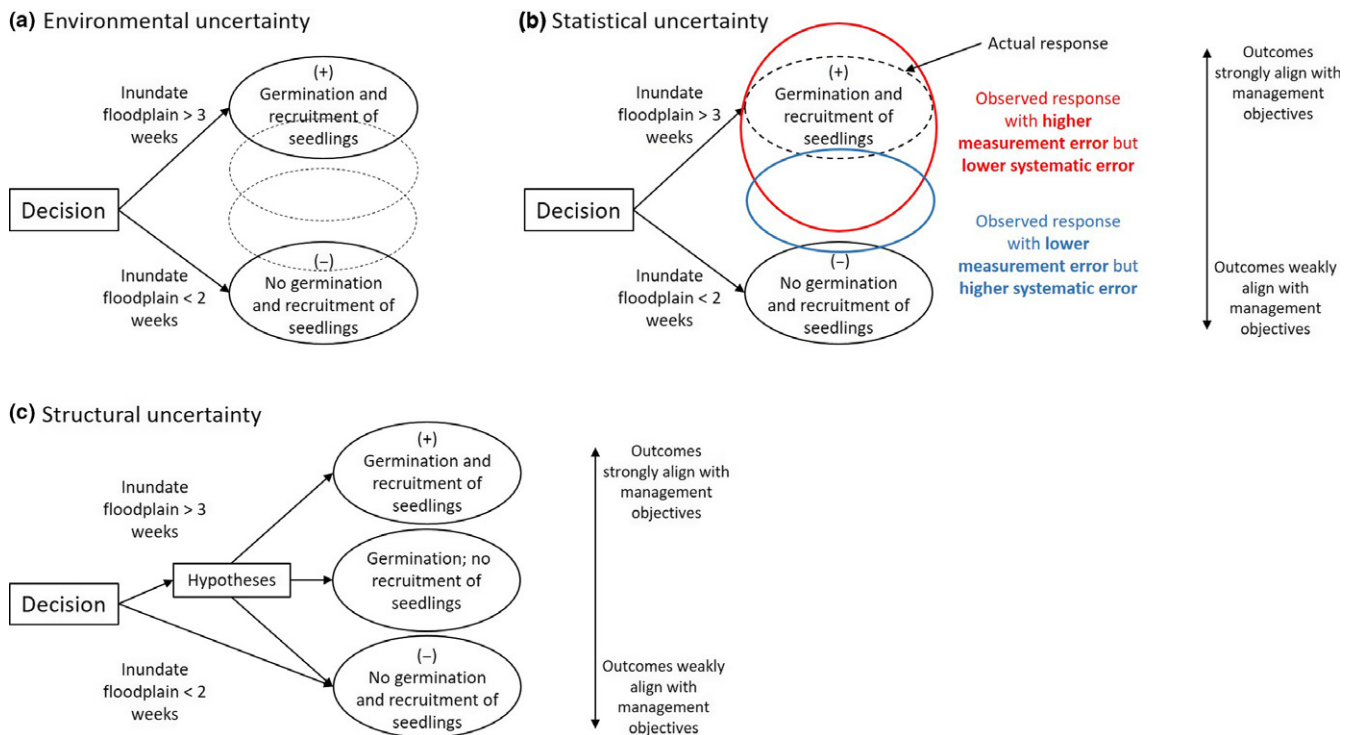 (a) Environmental uncertainty
Inundate
floodplain > 3
weeks
Decision
Inundate
floodplain < 2
weeks
(+)
Germination and
recruitment of
seedlings
(–)
No germination
and recruitment of
seedlings
(b) Statistical uncertainty
Inundate
floodplain > 3
weeks
Decision
Inundate
floodplain < 2
weeks
(+)
Germination and
recruitment of
seedlings
(–)
No germination
and recruitment of
seedlings
Actual response
Observed response
with higher
measurement error but
lower systematic error
Observed response
with lower
measurement error but
higher systematic error
Outcomes
strongly align with
management
objectives
Outcomes weakly
align with
management
objectives
(c) Structural uncertainty
Inundate
floodplain > 3
weeks
Decision
Hypotheses
Inundate
floodplain < 2
weeks
(+)
Germination and
recruitment of
seedlings
Germination; no
recruitment of
seedlings
(–)
No germination
and recruitment of
seedlings
Outcomes
strongly align with
management
objectives
Outcomes weakly
align with
management
objectives